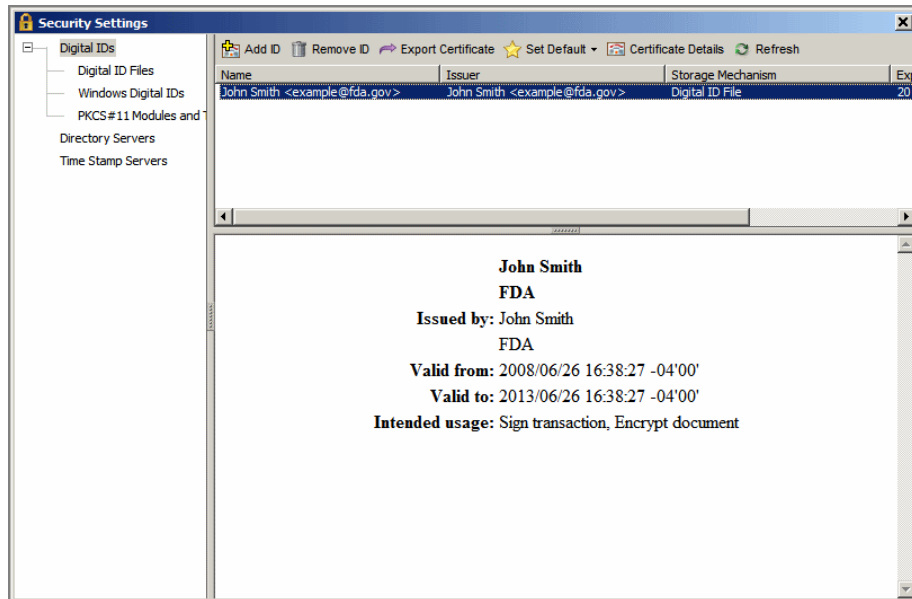 Security Settings
Digital IDs
Digital ID Files
Windows Digital IDs
PKCS#11 Modules and T
Directory Servers
Time Stamp Servers
Add ID Remove ID Export Certificate Set Default Certificate Details Refresh
Name Issuer Storage Mechanism Exp
John Smith <example@fda.gov> John Smith <example@fda.gov> Digital ID File 20
John Smith
FDA
Issued by: John Smith
FDA
Valid from: 2008/06/26 16:38:27 -04'00'
Valid to: 2013/06/26 16:38:27 -04'00'
Intended usage: Sign transaction, Encrypt document